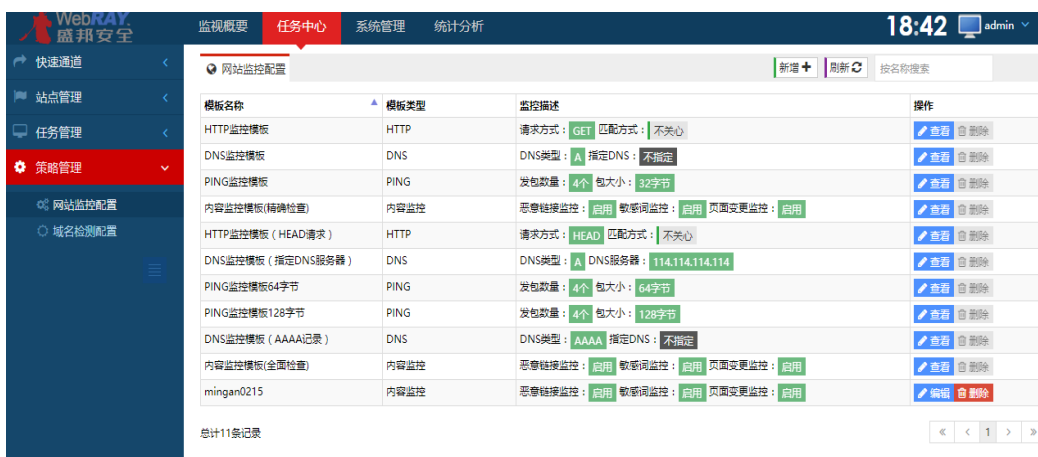 WebRAY. 盛邦安全 监视概要 任务中心 系统管理 统计分析 18:42 admin
快速通道
站点管理
任务管理
策略管理
网站监控配置
域名检测配置
网站监控配置 新增 刷新 按名称搜索
模板名称 模板类型 监控描述 操作
HTTP监控模板 HTTP 请求方式：GET 匹配方式：不关心 查看 删除
DNS监控模板 DNS DNS类型：A 指定DNS：不指定 查看 删除
PING监控模板 PING 发包数量：4个 包大小：32字节 查看 删除
内容监控模板(精确检查) 内容监控 恶意链接监控：启用 敏感词监控：启用 页面变更监控：启用 查看 删除
HTTP监控模板（HEAD请求） HTTP 请求方式：HEAD 匹配方式：不关心 查看 删除
DNS监控模板（指定DNS服务器） DNS DNS类型：A DNS服务器：114.114.114.114 查看 删除
PING监控模板64字节 PING 发包数量：4个 包大小：64字节 查看 删除
PING监控模板128字节 PING 发包数量：4个 包大小：128字节 查看 删除
DNS监控模板（AAAA记录） DNS DNS类型：AAAA 指定DNS：不指定 查看 删除
内容监控模板(全面检查) 内容监控 恶意链接监控：启用 敏感词监控：启用 页面变更监控：启用 查看 删除
mingan0215 内容监控 恶意链接监控：启用 敏感词监控：启用 页面变更监控：启用 编辑 删除
总计11条记录 « < 1 > »